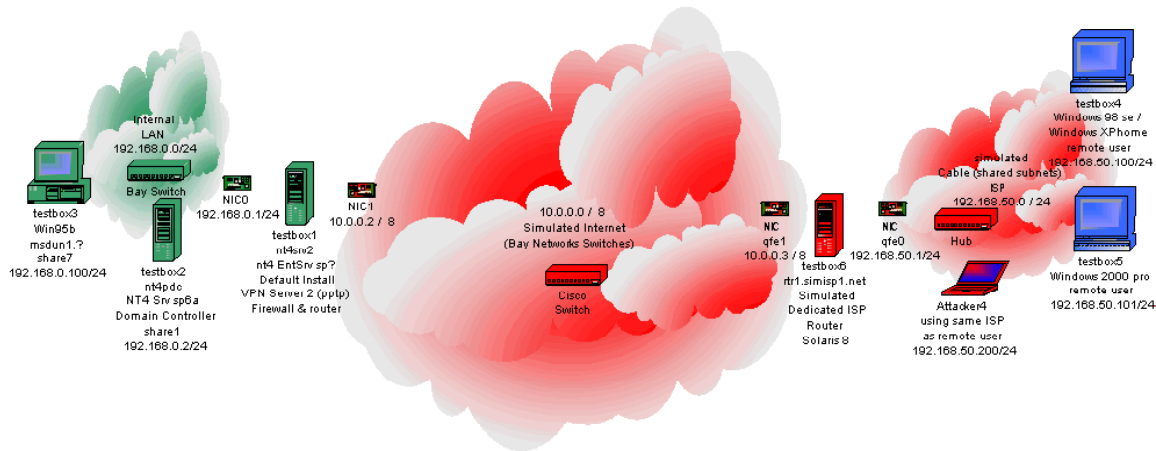 Internal
LAN
192.168.0.0/24
Bay Switch
testbox3
Win95b
msdun1.?
share7
192.168.0.100/24
testbox2
nt4pdc
NT4 Srv sp6a
Domain Controller
share1
192.168.0.2/24
NIC0
192.168.0.1/24
testbox1
nt4srv2
nt4 EntSrv sp?
Default Install
VPN Server 2 (pptp)
Firewall & router
NIC1
10.0.0.2 / 8
10.0.0.0 / 8
Simulated Internet
(Bay Networks Switches)
Cisco
Switch
NIC
qfe1
10.0.0.3 / 8
testbox6
rtr1.simisp1.net
Simulated
Dedicated ISP
Router
Solaris 8
NIC
qfe0
192.168.50.1/24
simulated
Cable (shared subnets)
ISP
192.168.50.0 / 24
Hub
Attacker4
using same ISP
as remote user
192.168.50.200/24
testbox4
Windows 98 se /
Windows XPhome
remote user
192.168.50.100/24
testbox5
Windows 2000 pro
remote user
192.168.50.101/24